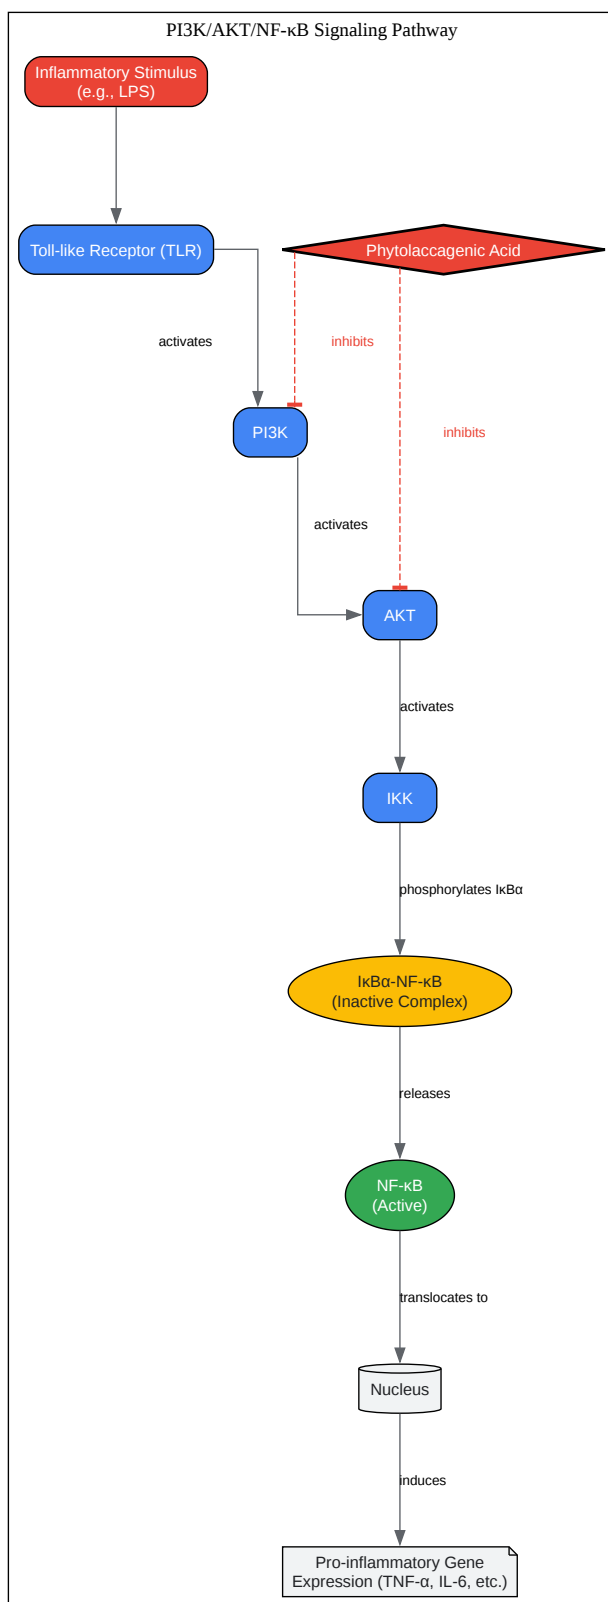 PI3K/AKT/NF-κB Signaling Pathway
Inflammatory Stimulus
(e.g., LPS)
Toll-like Receptor (TLR)
Phytolaccagenic Acid
activates
inhibits
PI3K
inhibits
activates
AKT
activates
IKK
phosphorylates IκBα
IκBα-NF-κB
(Inactive Complex)
releases
NF-κB
(Active)
translocates to
Nucleus
induces
Pro-inflammatory Gene
Expression (TNF-α, IL-6, etc.)